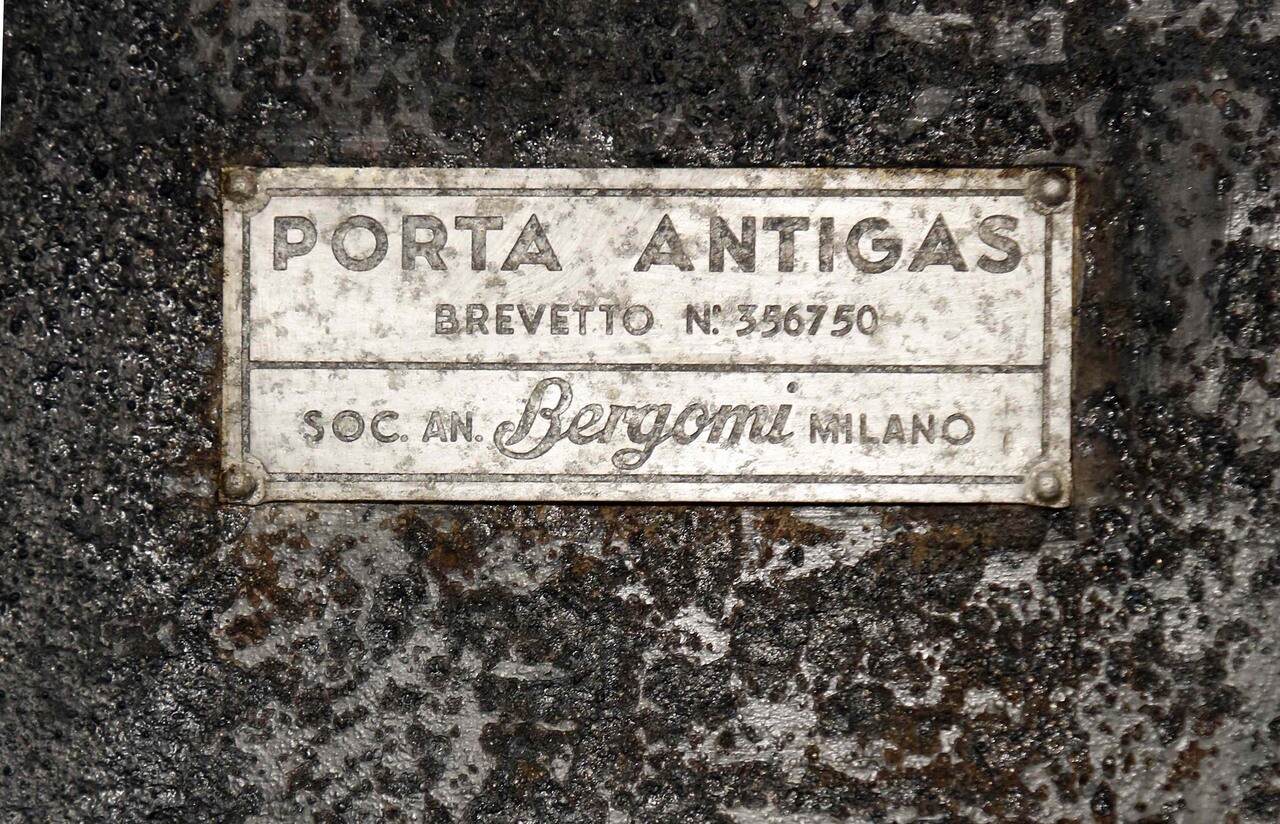 PORTA ANTIGAS
BREVETTO N. 356750
SOC. AN. Bergomi MILANO